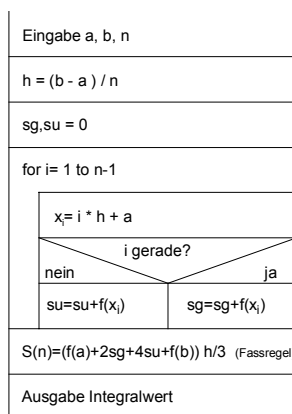 Eingabe a, b, n
h = (b - a ) / n
sg,su = 0
for i= 1 to n-1
xi= i * h + a
i gerade?
nein ja
su=su+f(xi) sg=sg+f(xi)
S(n)=(f(a)+2sg+4su+f(b)) h/3 (Fassregel
Ausgabe Integralwert